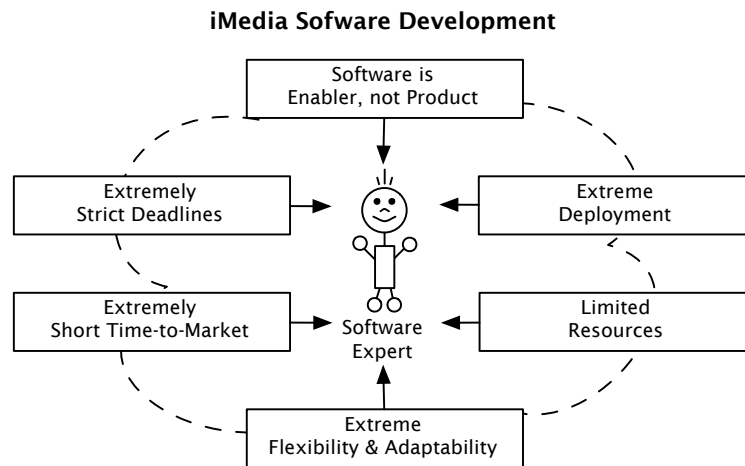 iMedia Sofware Development
Software is
Enabler, not Product
Extremely
Strict Deadlines
Extreme
Deployment
Extremely
Short Time-to-Market
Limited
Resources
Software
Expert
Extreme
Flexibility & Adaptability